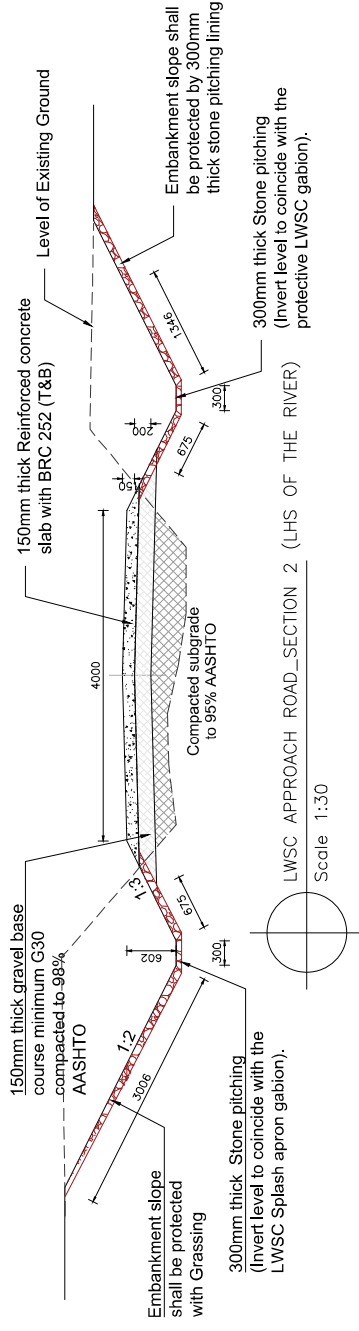 150mm thick gravel base
course minimum G30
compacted to 98%
AASHTO
150mm thick Reinforced concrete
slab with BRC 252 (T&B)
Level of Existing Ground
Embankment slope shall
be protected by 300mm
thick stone pitching lining
4000
150
200
1:3
1:2
602
675
300
3006
675
300
1346
Compacted subgrade
to 95% AASHTO
Embankment slope
shall be protected
with Grassing
300mm thick Stone pitching
(Invert level to coincide with the
LWSC Splash apron gabion).
300mm thick Stone pitching
(Invert level to coincide with the
protective LWSC gabion).
LWSC APPROACH ROAD_SECTION 2 (LHS OF THE RIVER)
Scale 1:30